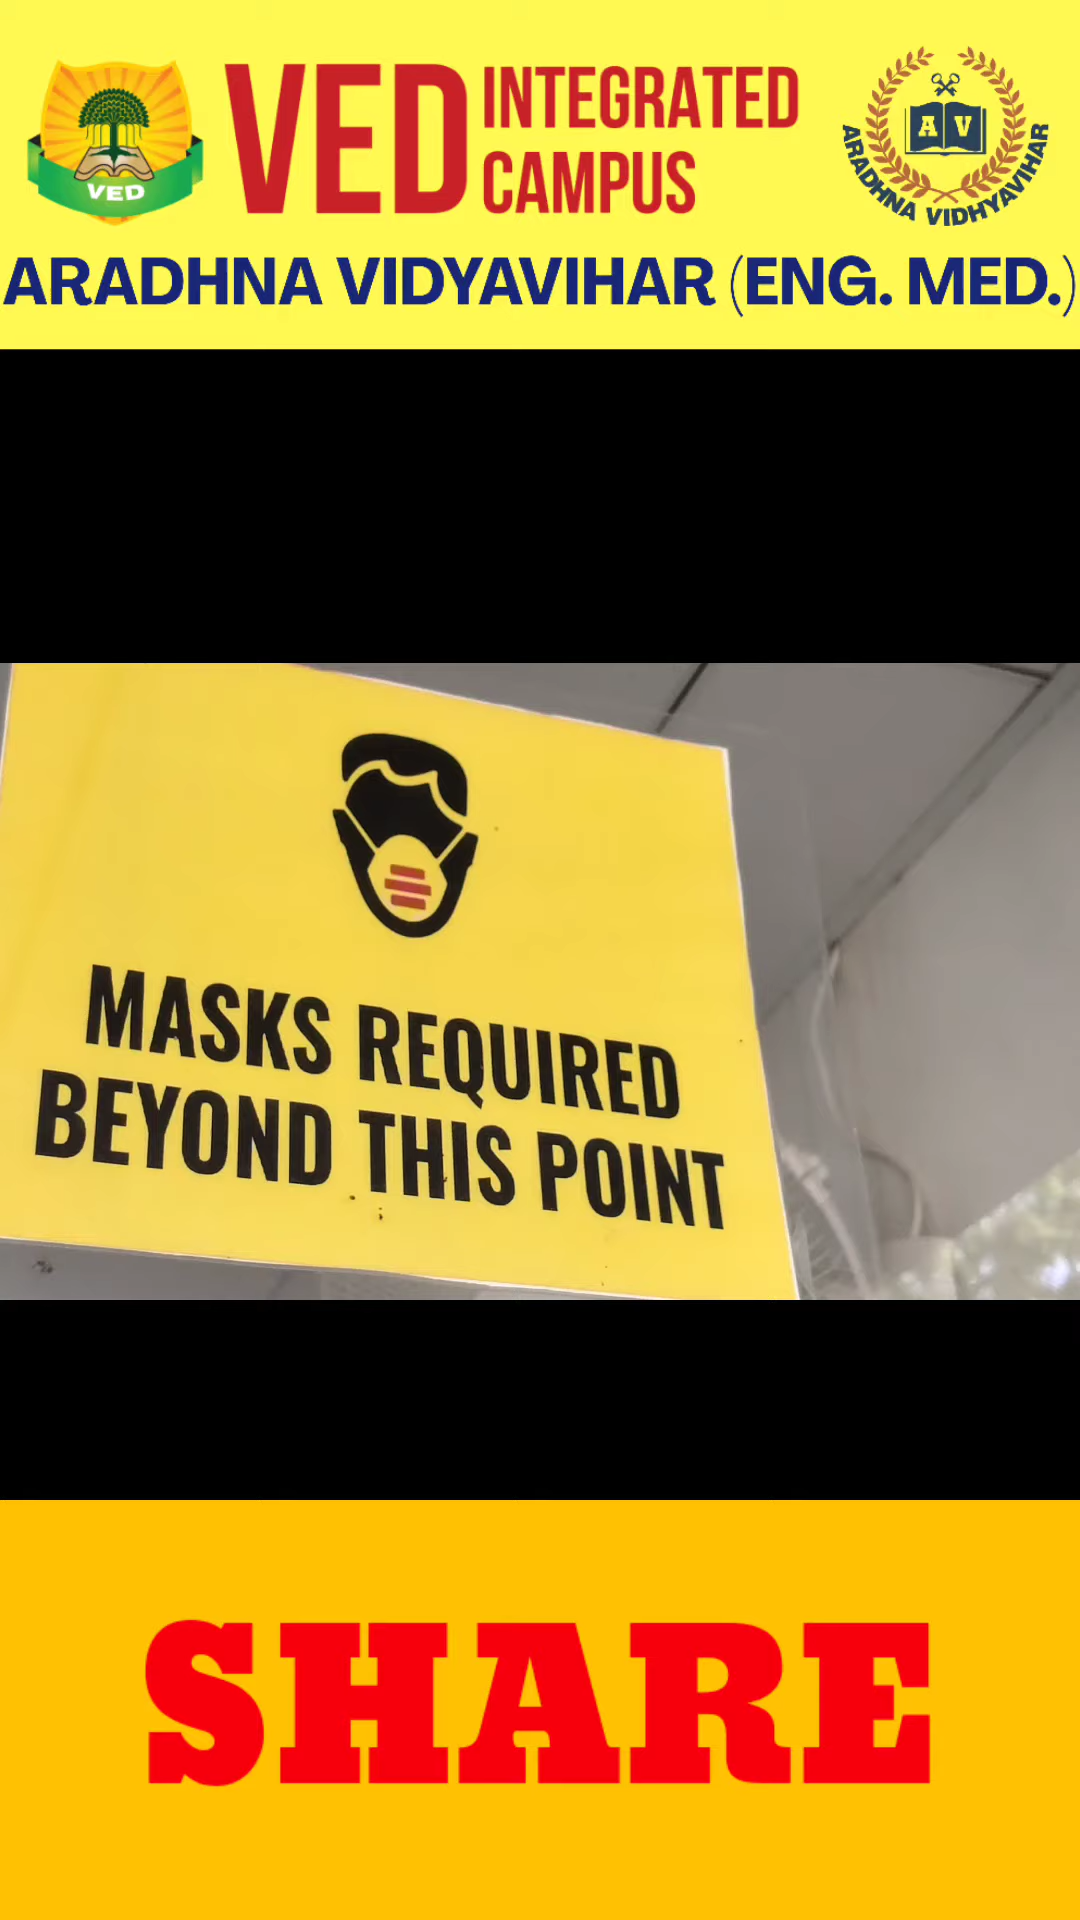 VED
VED
INTEGRATED
CAMPUS
A V
ARADHNA VIDHYAVIHAR
ARADHNA VIDYAVIHAR (ENG. MED.)
MASKS REQUIRED
BEYOND THIS POINT
SHARE